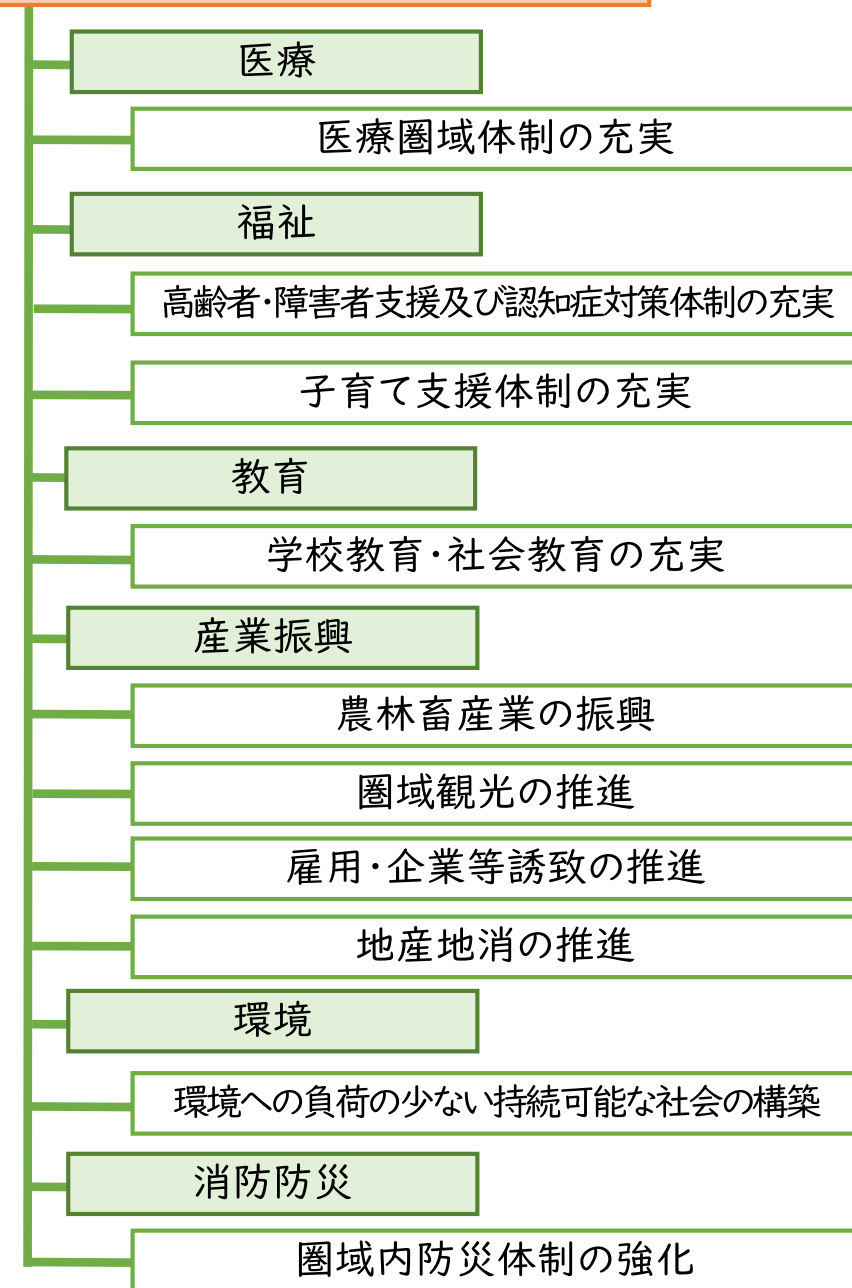 医療
医療圏域体制の充実
福祉
高齢者・障害者支援及び認知症対策体制の充実
子育て支援体制の充実
教育
学校教育・社会教育の充実
産業振興
農林畜産業の振興
圏域観光の推進
雇用・企業等誘致の推進
地産地消の推進
環境
環境への負荷の少ない持続可能な社会の構築
消防防災
圏域内防災体制の強化